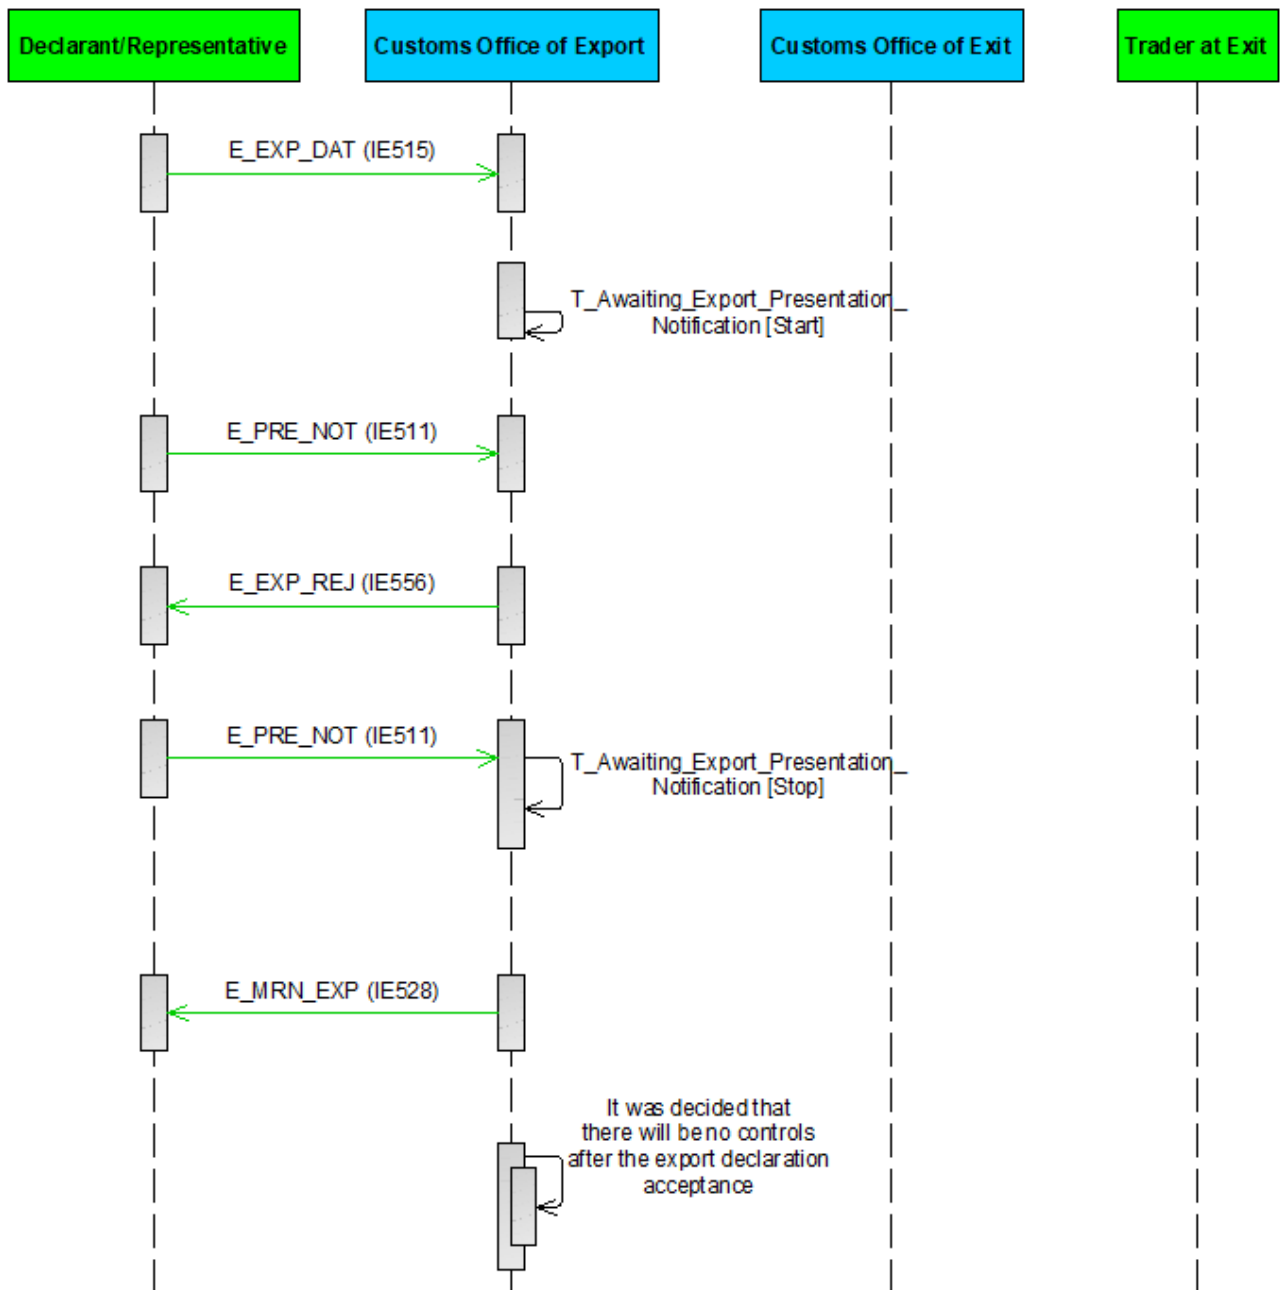 Declarant/Representative
Customs Office of Export
Customs Office of Exit
Trader at Exit
E_EXP_DAT (IE515)
T_Awaiting_Export_Presentation_
Notification [Start]
E_PRE_NOT (IE511)
E_EXP_REJ (IE556)
E_PRE_NOT (IE511)
T_Awaiting_Export_Presentation_
Notification [Stop]
E_MRN_EXP (IE528)
It was decided that
there will be no controls
after the export declaration
acceptance